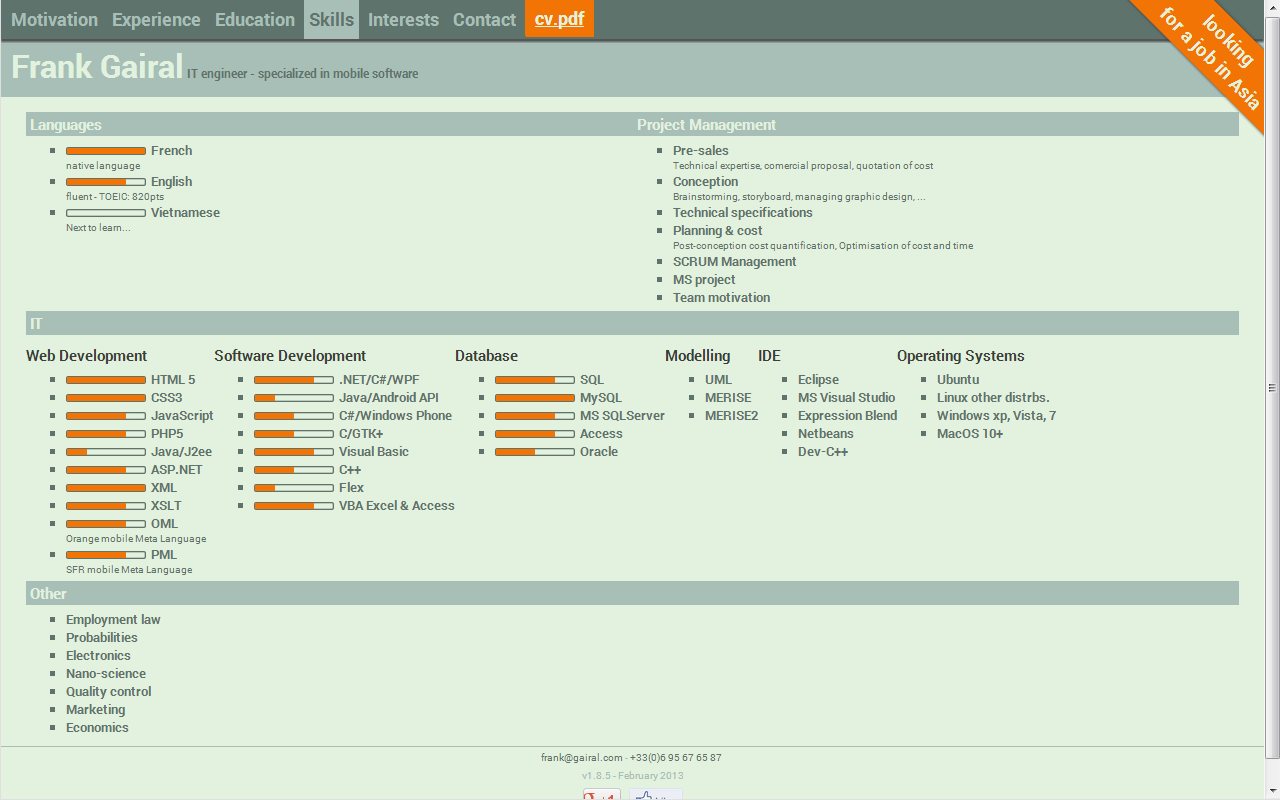 Motivation Experience Education Skills Interests Contact cv.pdf
looking
for a job in Asia
Frank Gairal IT engineer - specialized in mobile software
Languages
French
native language
English
fluent - TOEIC: 820pts
Vietnamese
Next to learn...
Project Management
Pre-sales
Technical expertise, comercial proposal, quotation of cost
Conception
Brainstorming, storyboard, managing graphic design, ...
Technical specifications
Planning & cost
Post-conception cost quantification, Optimisation of cost and time
SCRUM Management
MS project
Team motivation
IT
Web Development
HTML 5
CSS3
JavaScript
PHP5
Java/J2ee
ASP.NET
XML
XSLT
OML
Orange mobile Meta Language
PML
SFR mobile Meta Language
Software Development
.NET/C#/WPF
Java/Android API
C#/Windows Phone
C/GTK+
Visual Basic
C++
Flex
VBA Excel & Access
Database
SQL
MySQL
MS SQLServer
Access
Oracle
Modelling
UML
MERISE
MERISE2
IDE
Eclipse
MS Visual Studio
Expression Blend
Netbeans
Dev-C++
Operating Systems
Ubuntu
Linux other distrbs.
Windows xp, Vista, 7
MacOS 10+
Other
Employment law
Probabilities
Electronics
Nano-science
Quality control
Marketing
Economics
frank@gairal.com - +33(0)6 95 67 65 87
v1.8.5 - February 2013